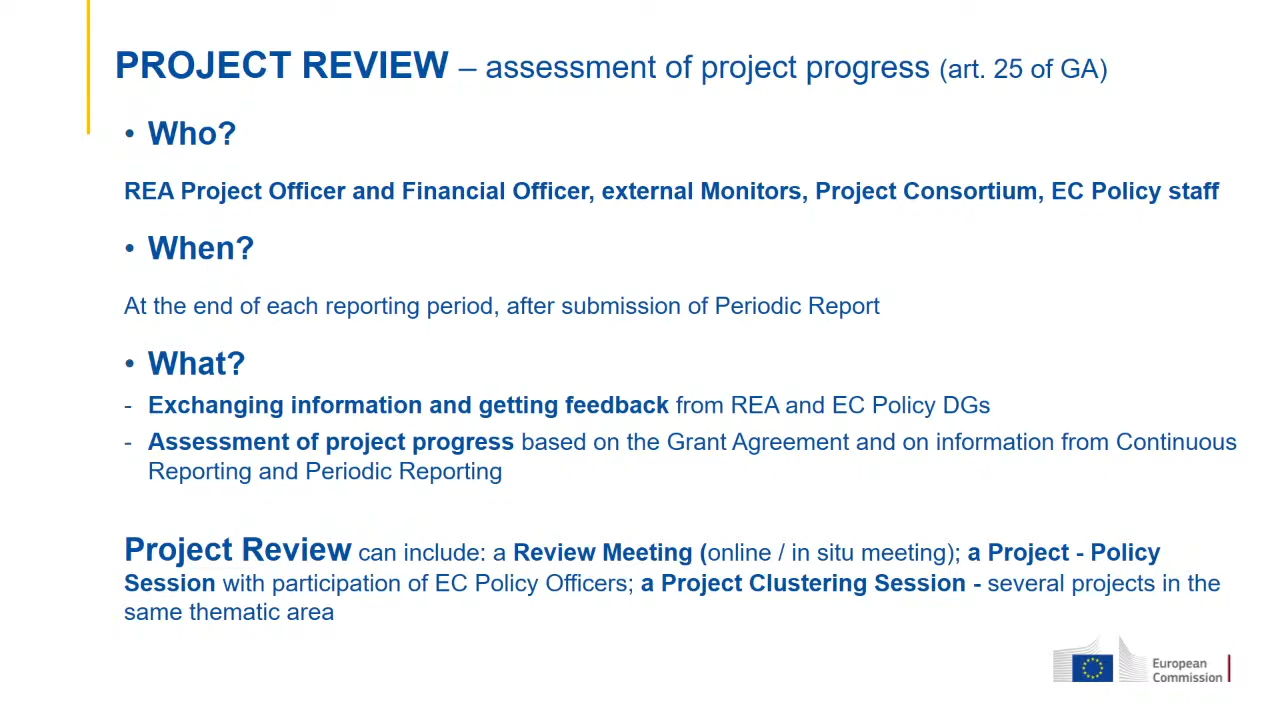 PROJECT REVIEW – assessment of project progress (art. 25 of GA)
• Who?
REA Project Officer and Financial Officer, external Monitors, Project Consortium, EC Policy staff
• When?
At the end of each reporting period, after submission of Periodic Report
• What?
- Exchanging information and getting feedback from REA and EC Policy DGs
- Assessment of project progress based on the Grant Agreement and on information from Continuous
Reporting and Periodic Reporting
Project Review can include: a Review Meeting (online / in situ meeting); a Project - Policy
Session with participation of EC Policy Officers; a Project Clustering Session - several projects in the
same thematic area
European
Commission